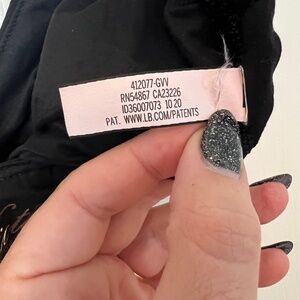 412077-GVV
RN54867 CA23226
ID36007073 10 20
PAT. WWW.LB.COM/PATENTS